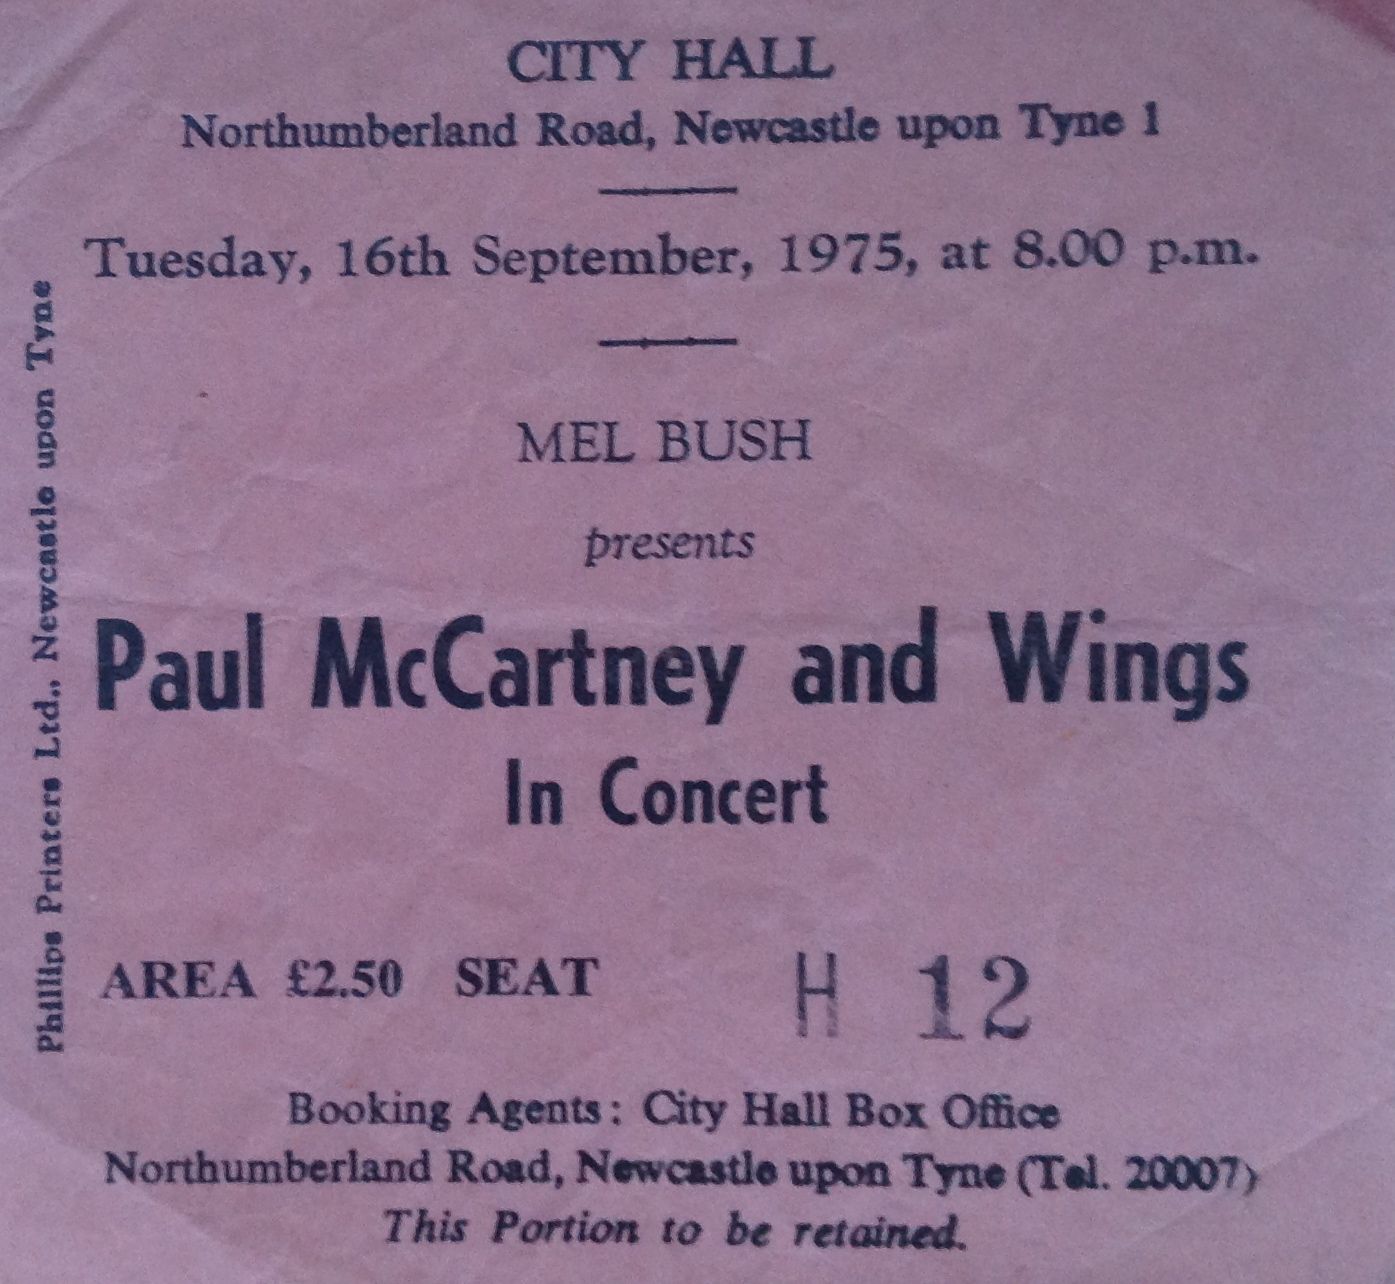 CITY HALL
Northumberland Road, Newcastle upon Tyne 1
Tuesday, 16th September, 1975, at 8.00 p.m.
MEL BUSH
presents
Paul McCartney and Wings
In Concert
AREA £2.50 SEAT H 12
Booking Agents: City Hall Box Office
Northumberland Road, Newcastle upon Tyne (Tel. 20007)
This Portion to be retained.
Phillips Printers Ltd., Newcastle upon Tyne